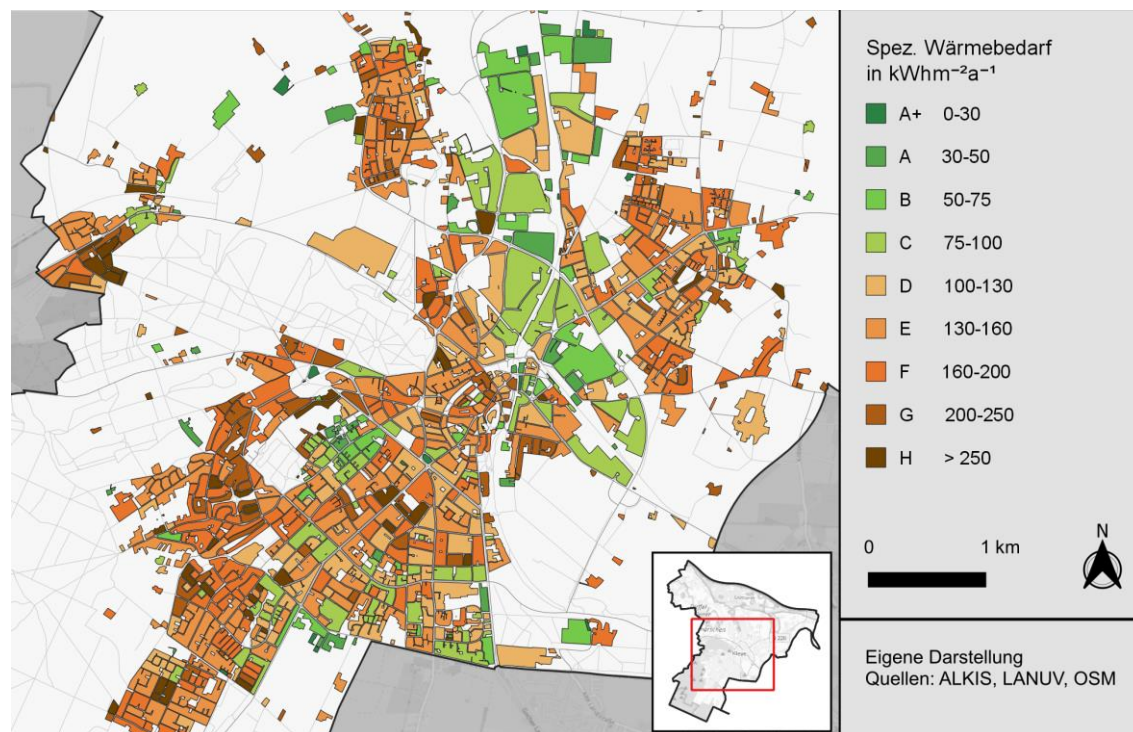 Spez. Wärmebedarf
in kWhm⁻²a⁻¹
A+ 0-30
A 30-50
B 50-75
C 75-100
D 100-130
E 130-160
F 160-200
G 200-250
H > 250
N
0 1 km
Eigene Darstellung
Quellen: ALKIS, LANUV, OSM